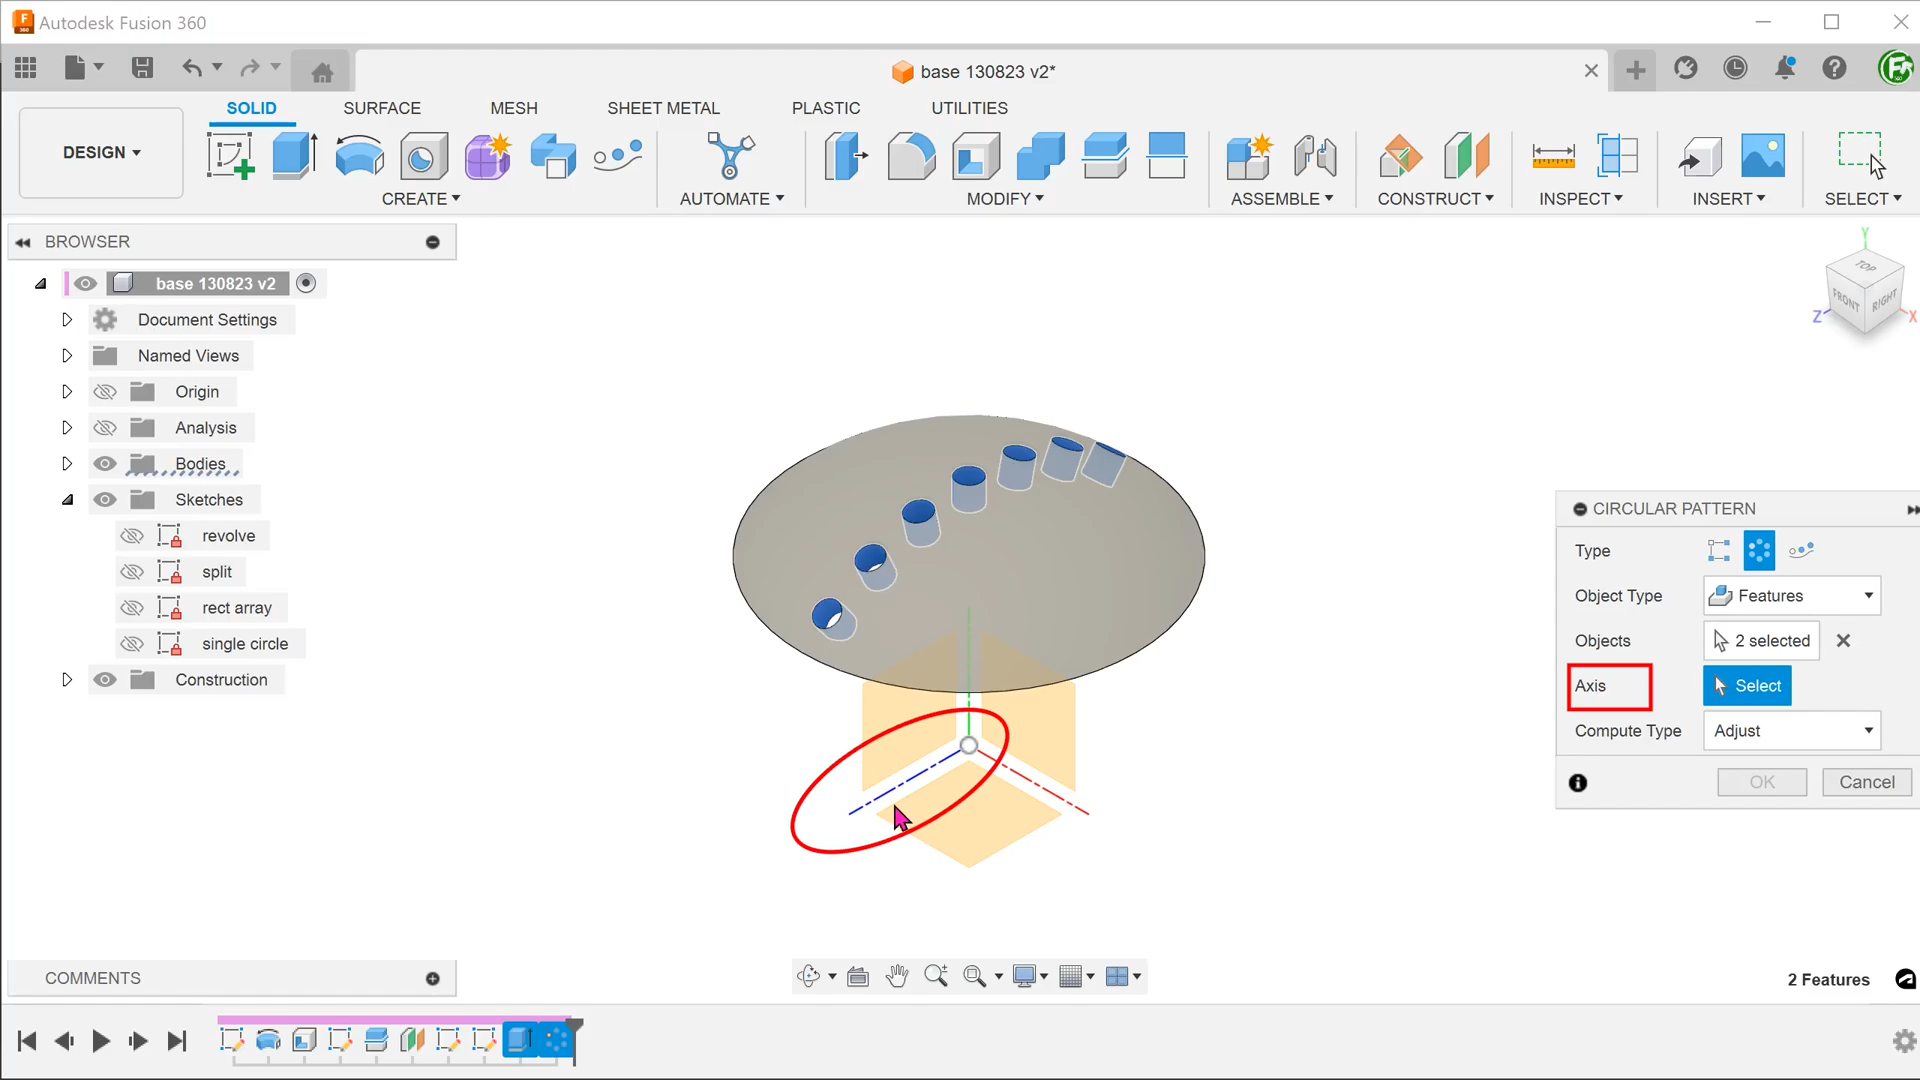 Autodesk Fusion 360
base 130823 v2*
SOLID SURFACE MESH SHEET METAL PLASTIC UTILITIES
DESIGN
CREATE AUTOMATE MODIFY ASSEMBLE CONSTRUCT INSPECT INSERT SELECT
BROWSER
base 130823 v2
Document Settings
Named Views
Origin
Analysis
Bodies
Sketches
revolve
split
rect array
single circle
Construction
Y
TOP
FRONT RIGHT
Z X
CIRCULAR PATTERN
Type
Object Type Features
Objects 2 selected
Axis Select
Compute Type Adjust
OK Cancel
COMMENTS
2 Features